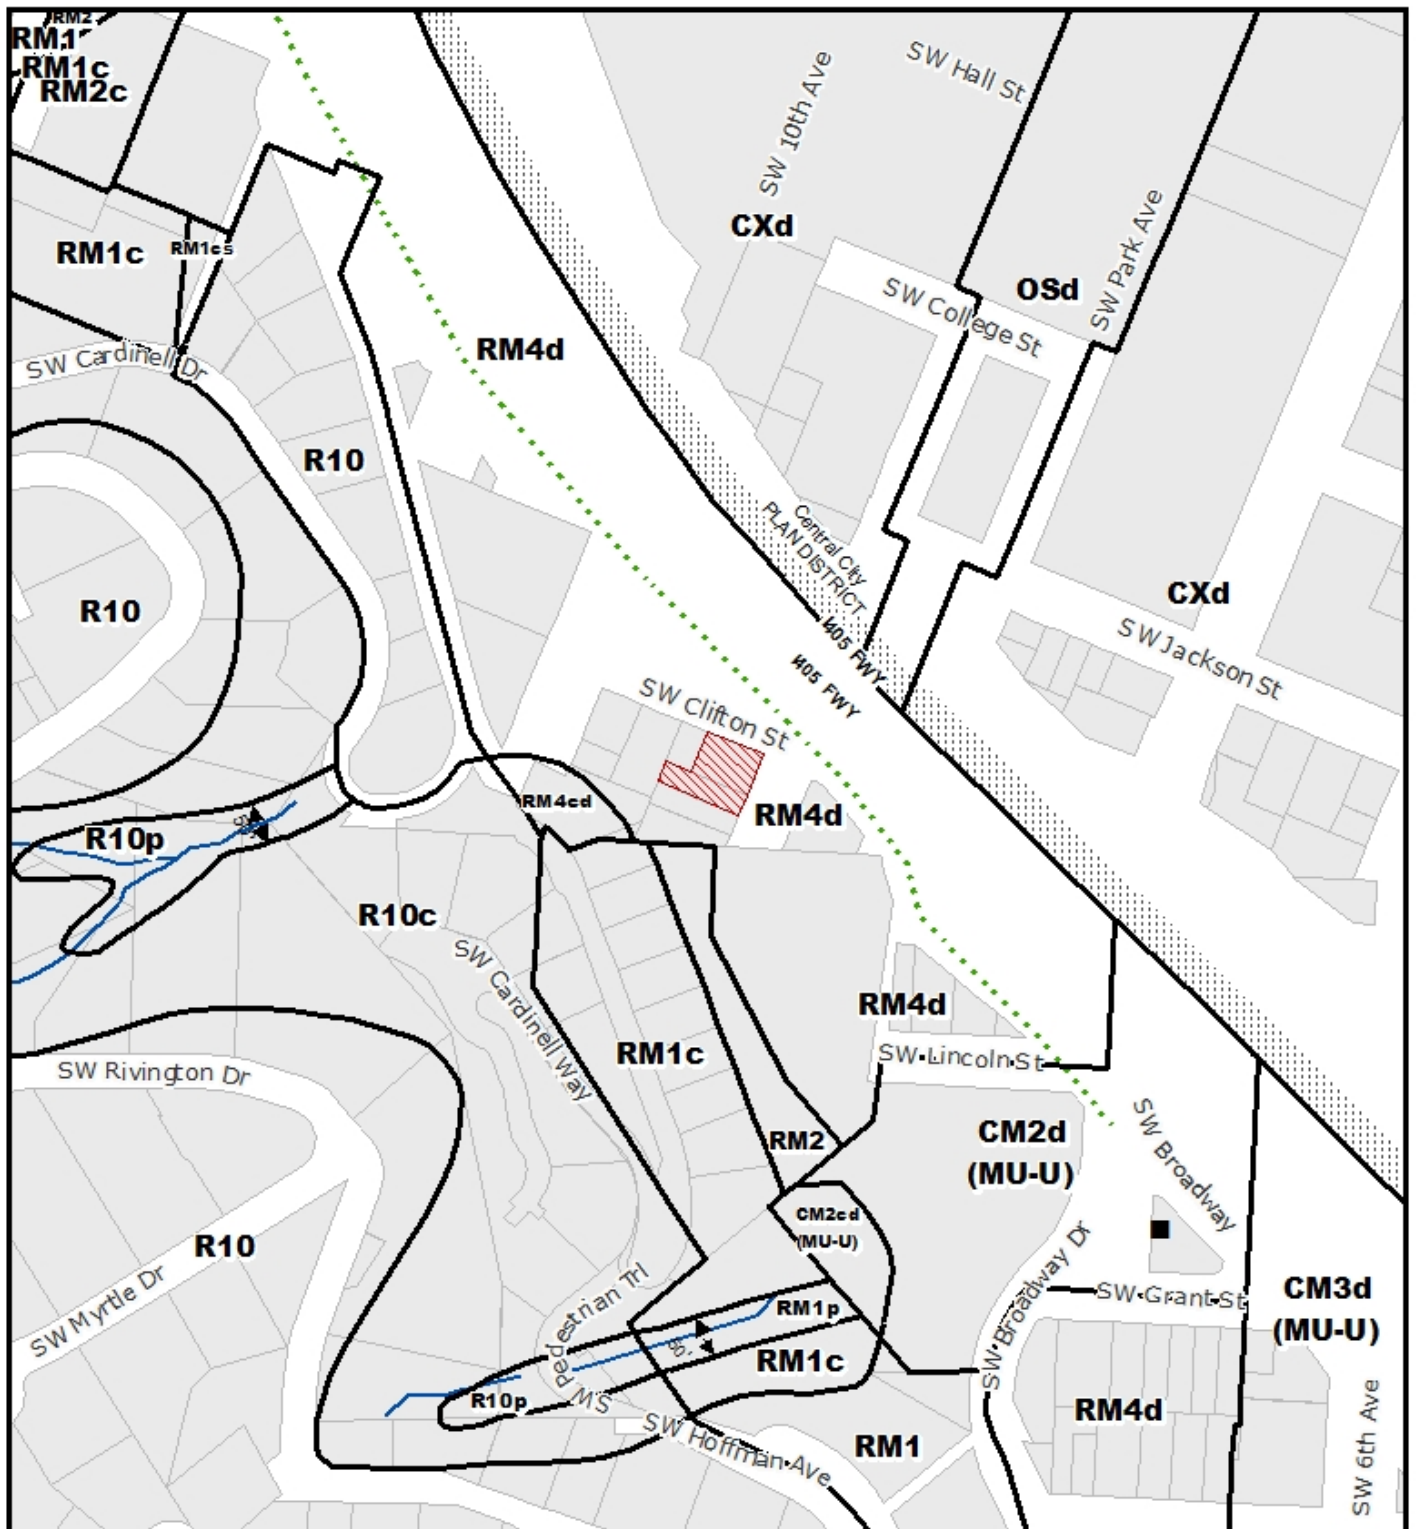 RM2
RM1
RM1c
RM2c
SW Hall St
SW 10th Ave
CXd
RM1c
RM1cs
OSd
SW Park Ave
SW College St
SW Cardinell Dr
RM4d
R10
Central City
PLAN DISTRICT
R10
CXd
I405 FWY
I405 FWY
SW Jackson St
SW Clifton St
RM4cd
RM4d
R10p
R10c
SW Cardinell Way
RM4d
RM1c
SW Lincoln St
SW Rivington Dr
RM2
CM2d
(MU-U)
SW Broadway
CM2cd
(MU-U)
R10
SW Myrtle Dr
SW Broadway Dr
RM1p
60'
RM1c
SW Grant St
CM3d
(MU-U)
SW Pedestrian Trl
R10p
RM4d
SW 6th Ave
SW Hoffman Ave
RM1